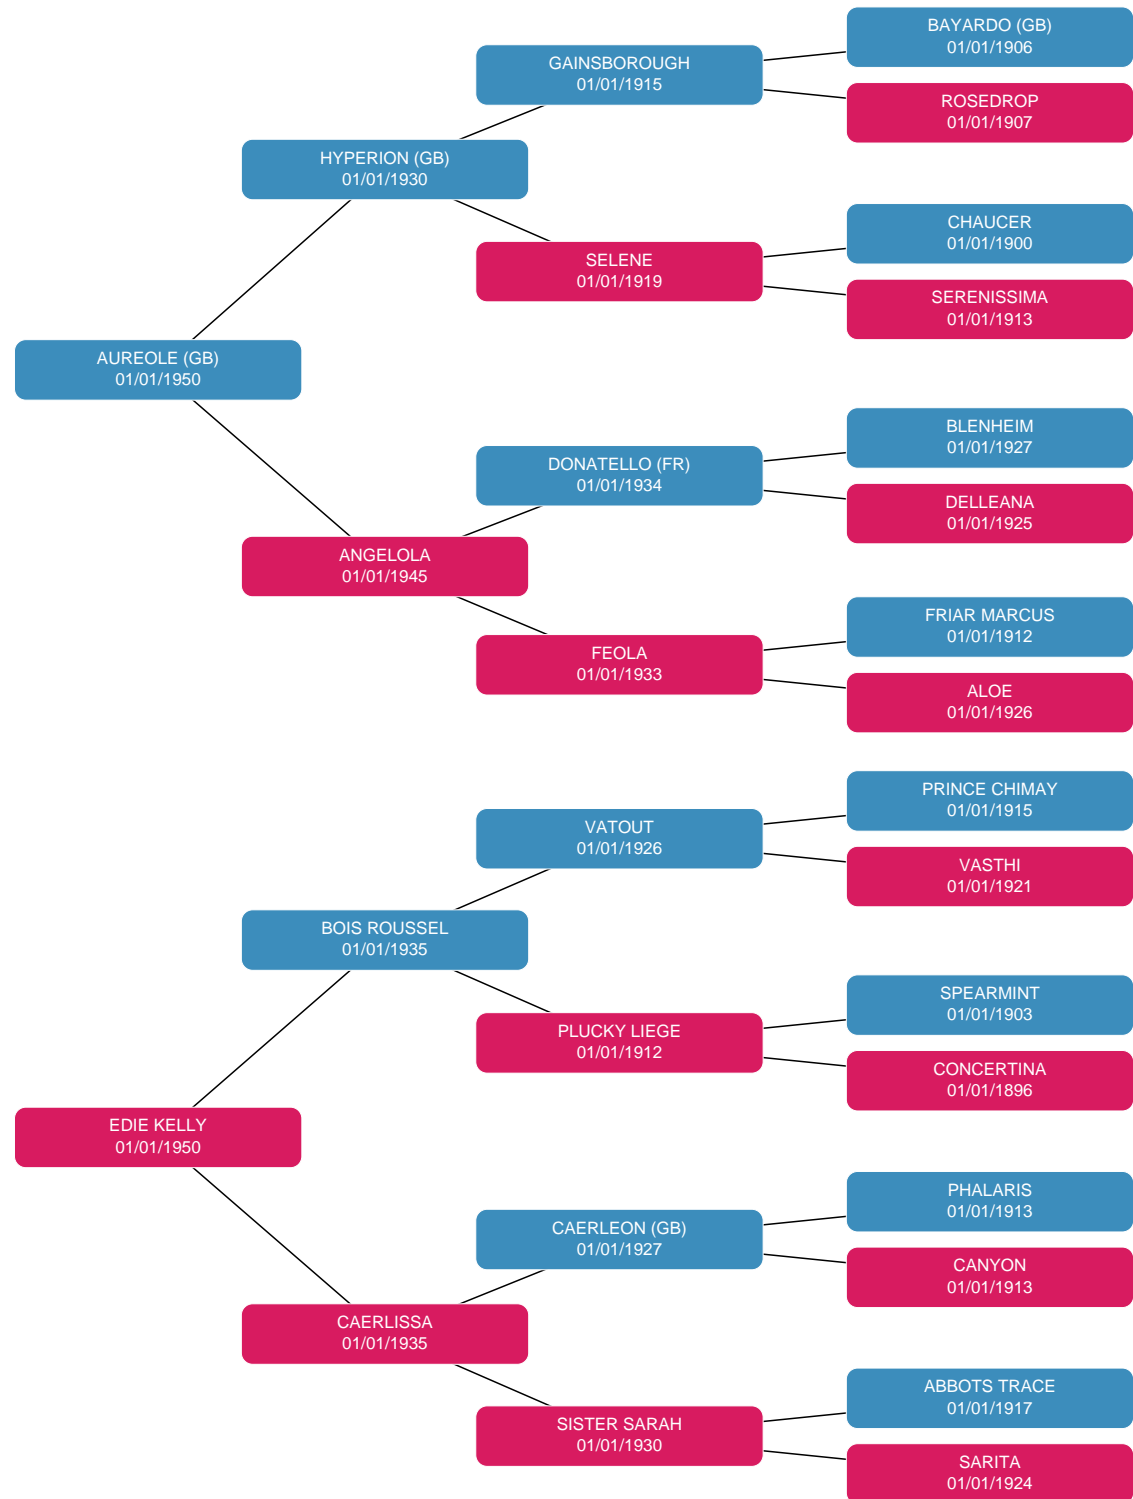 BAYARDO (GB)
01/01/1906
GAINSBOROUGH
01/01/1915
ROSEDROP
01/01/1907
HYPERION (GB)
01/01/1930
CHAUCER
01/01/1900
SELENE
01/01/1919
SERENISSIMA
01/01/1913
AUREOLE (GB)
01/01/1950
BLENHEIM
01/01/1927
DONATELLO (FR)
01/01/1934
DELLEANA
01/01/1925
ANGELOLA
01/01/1945
FRIAR MARCUS
01/01/1912
FEOLA
01/01/1933
ALOE
01/01/1926
PRINCE CHIMAY
01/01/1915
VATOUT
01/01/1926
VASTHI
01/01/1921
BOIS ROUSSEL
01/01/1935
SPEARMINT
01/01/1903
PLUCKY LIEGE
01/01/1912
CONCERTINA
01/01/1896
EDIE KELLY
01/01/1950
PHALARIS
01/01/1913
CAERLEON (GB)
01/01/1927
CANYON
01/01/1913
CAERLISSA
01/01/1935
ABBOTS TRACE
01/01/1917
SISTER SARAH
01/01/1930
SARITA
01/01/1924